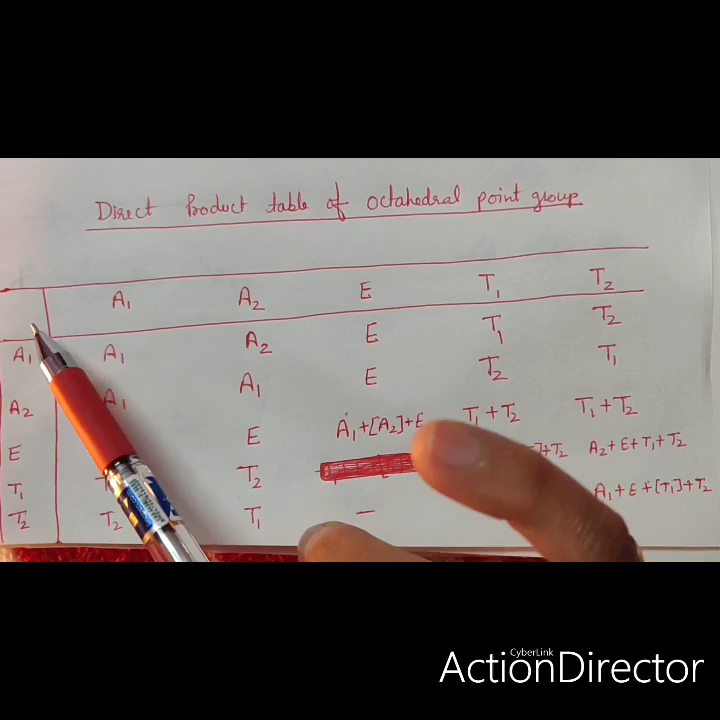 Direct Product table of octahedral point group
A₁ A₂ E T₁ T₂
A₁ A₁ A₂ E T₁ T₂
A₂ A₁ A₁ E T₂ T₁
E E A₁+[A₂]+E T₁+T₂ T₁+T₂
T₁ T₂ ]+T₂ A₂+E+T₁+T₂
T₂ T₂ T₁ — A₁+E+[T₁]+T₂
CyberLink
ActionDirector